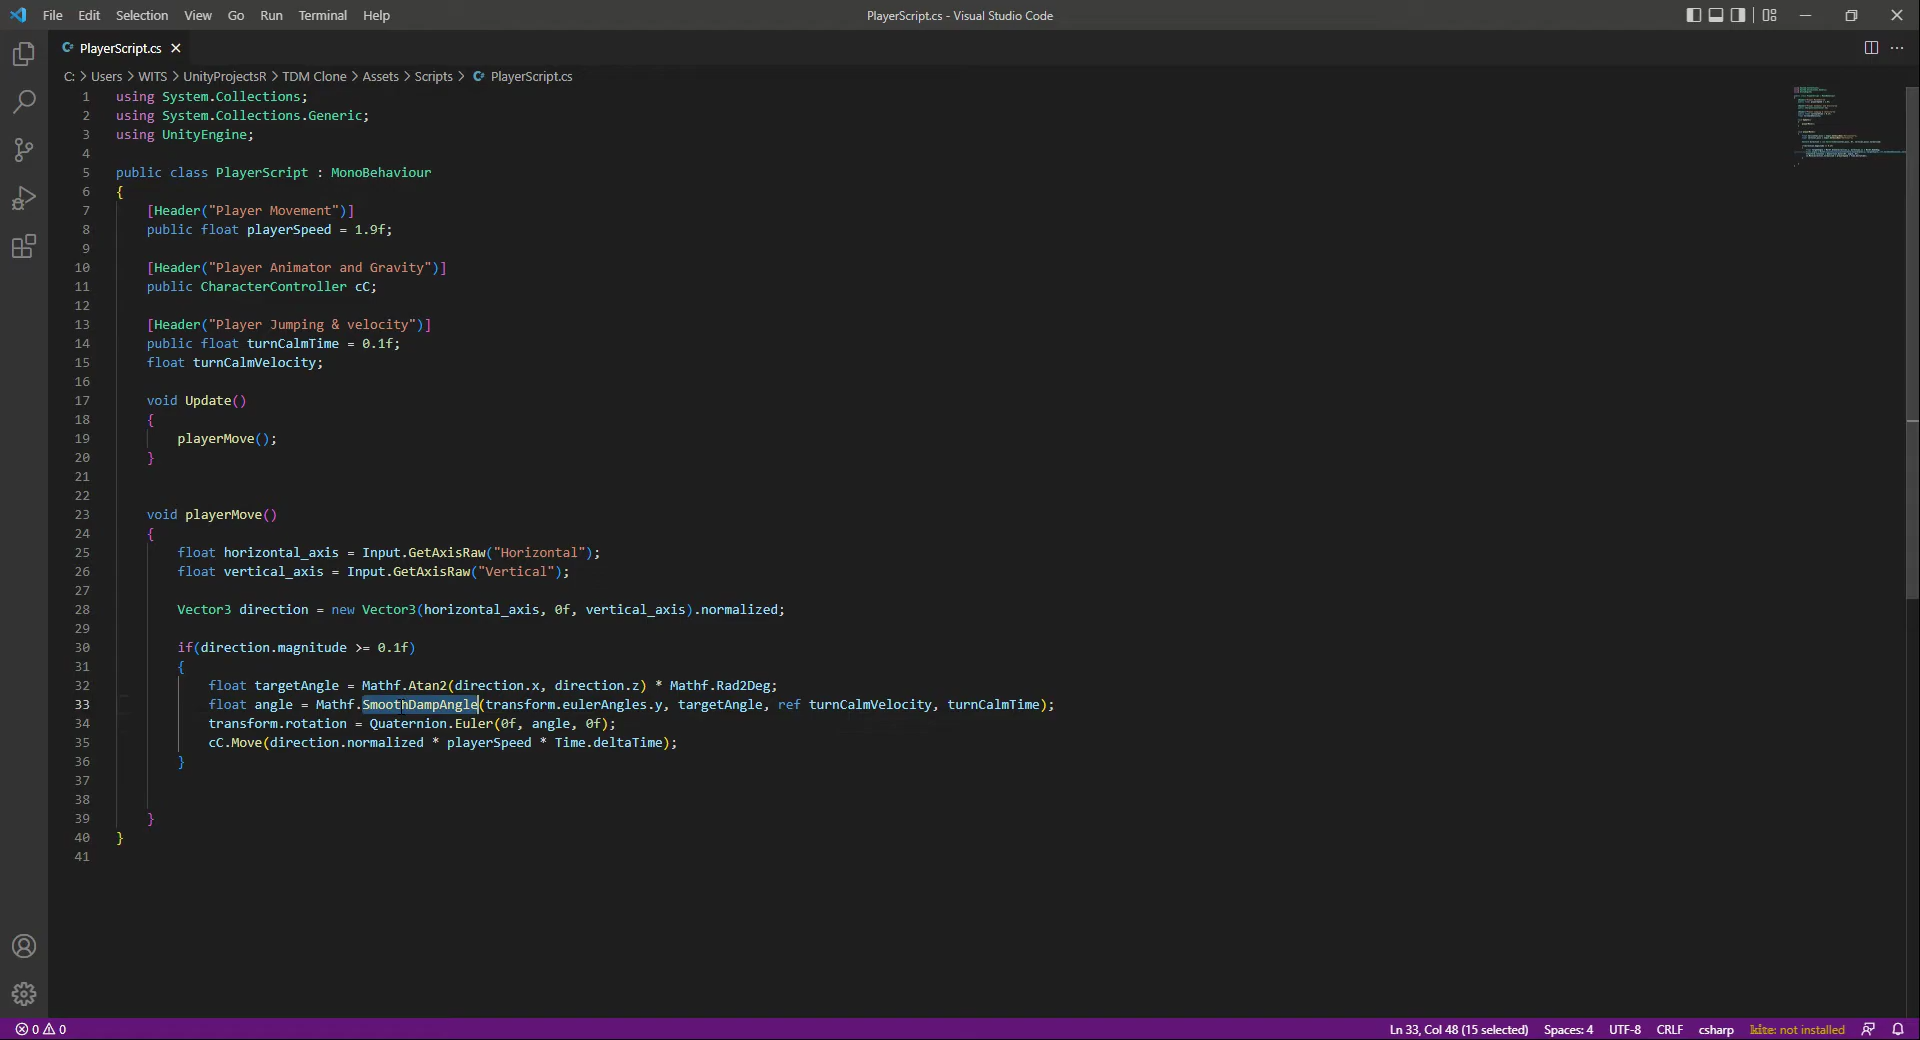 File Edit Selection View Go Run Terminal Help
PlayerScript.cs - Visual Studio Code
PlayerScript.cs
C: > Users > WITS > UnityProjectsR > TDM Clone > Assets > Scripts > PlayerScript.cs
1 using System.Collections;
2 using System.Collections.Generic;
3 using UnityEngine;
4
5 public class PlayerScript : MonoBehaviour
6 {
7 [Header("Player Movement")]
8 public float playerSpeed = 1.9f;
9
10 [Header("Player Animator and Gravity")]
11 public CharacterController cC;
12
13 [Header("Player Jumping & velocity")]
14 public float turnCalmTime = 0.1f;
15 float turnCalmVelocity;
16
17 void Update()
18 {
19 playerMove();
20 }
21
22
23 void playerMove()
24 {
25 float horizontal_axis = Input.GetAxisRaw("Horizontal");
26 float vertical_axis = Input.GetAxisRaw("Vertical");
27
28 Vector3 direction = new Vector3(horizontal_axis, 0f, vertical_axis).normalized;
29
30 if(direction.magnitude >= 0.1f)
31 {
32 float targetAngle = Mathf.Atan2(direction.x, direction.z) * Mathf.Rad2Deg;
33 float angle = Mathf.SmoothDampAngle(transform.eulerAngles.y, targetAngle, ref turnCalmVelocity, turnCalmTime);
34 transform.rotation = Quaternion.Euler(0f, angle, 0f);
35 cC.Move(direction.normalized * playerSpeed * Time.deltaTime);
36 }
37
38
39 }
40 }
41
0 0 Ln 33, Col 48 (15 selected) Spaces: 4 UTF-8 CRLF csharp kite: not installed